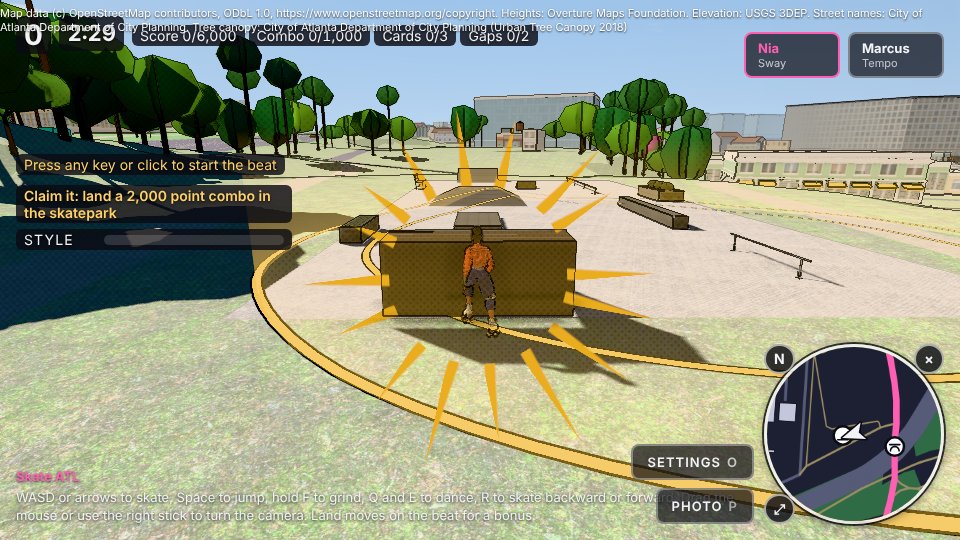 Map data (c) OpenStreetMap contributors, ODbL 1.0, https://www.openstreetmap.org/copyright. Heights: Overture Maps Foundation. Elevation: USGS 3DEP. Street names: City of
Atlanta Department of City Planning. Tree canopy: City of Atlanta Department of City Planning (Urban Tree Canopy 2018)
0 2:29 Score 0/6,000 Combo 0/1,000 Cards 0/3 Gaps 0/2
Nia
Sway
Marcus
Tempo
Press any key or click to start the beat
Claim it: land a 2,000 point combo in
the skatepark
STYLE
N
×
SETTINGS O
PHOTO P
Skate ATL
WASD or arrows to skate, Space to jump, hold F to grind, Q and E to dance, R to skate backward or forward. Drag the
mouse or use the right stick to turn the camera. Land moves on the beat for a bonus.